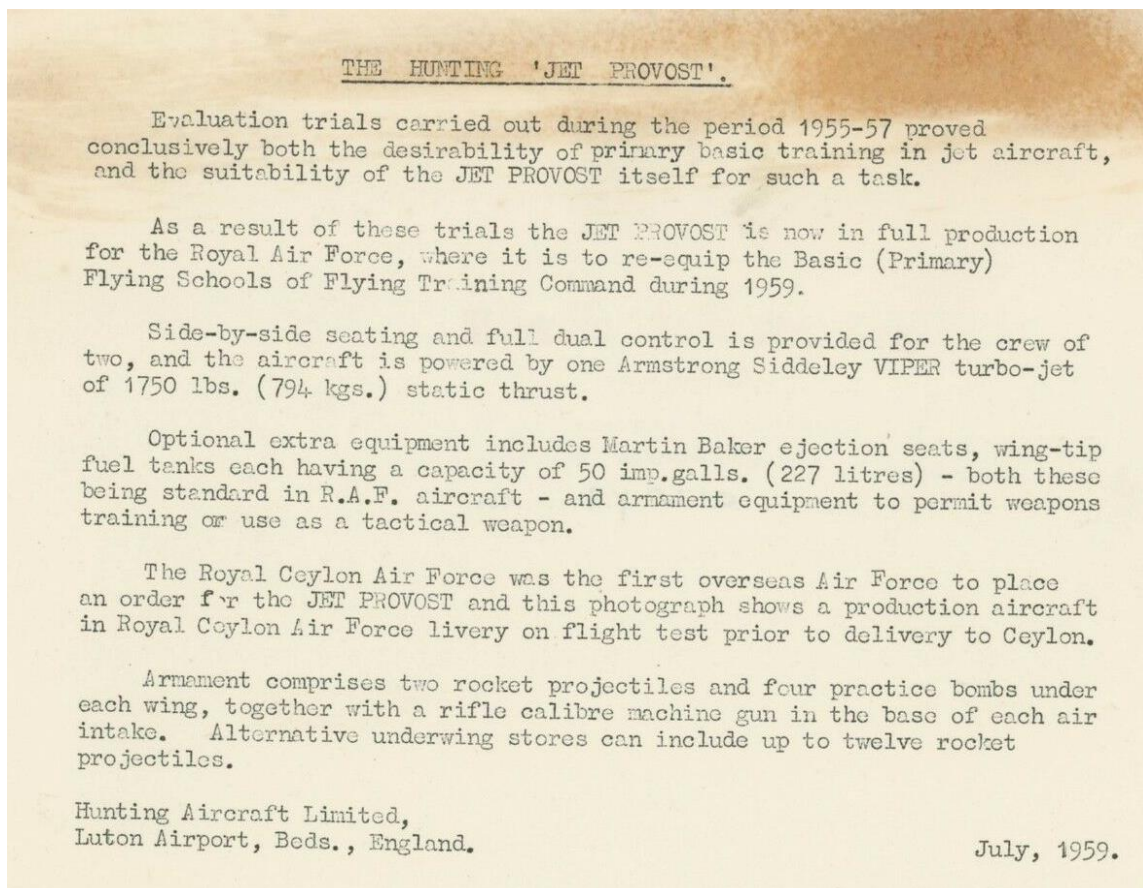 THE HUNTING 'JET PROVOST'.
Evaluation trials carried out during the period 1955-57 proved
conclusively both the desirability of primary basic training in jet aircraft,
and the suitability of the JET PROVOST itself for such a task.
As a result of these trials the JET PROVOST is now in full production
for the Royal Air Force, where it is to re-equip the Basic (Primary)
Flying Schools of Flying Training Command during 1959.
Side-by-side seating and full dual control is provided for the crew of
two, and the aircraft is powered by one Armstrong Siddeley VIPER turbo-jet
of 1750 lbs. (794 kgs.) static thrust.
Optional extra equipment includes Martin Baker ejection seats, wing-tip
fuel tanks each having a capacity of 50 imp.galls. (227 litres) - both these
being standard in R.A.F. aircraft - and armament equipment to permit weapons
training or use as a tactical weapon.
The Royal Ceylon Air Force was the first overseas Air Force to place
an order for the JET PROVOST and this photograph shows a production aircraft
in Royal Ceylon Air Force livery on flight test prior to delivery to Ceylon.
Armament comprises two rocket projectiles and four practice bombs under
each wing, together with a rifle calibre machine gun in the base of each air
intake. Alternative underwing stores can include up to twelve rocket
projectiles.
Hunting Aircraft Limited,
Luton Airport, Beds., England.
July, 1959.